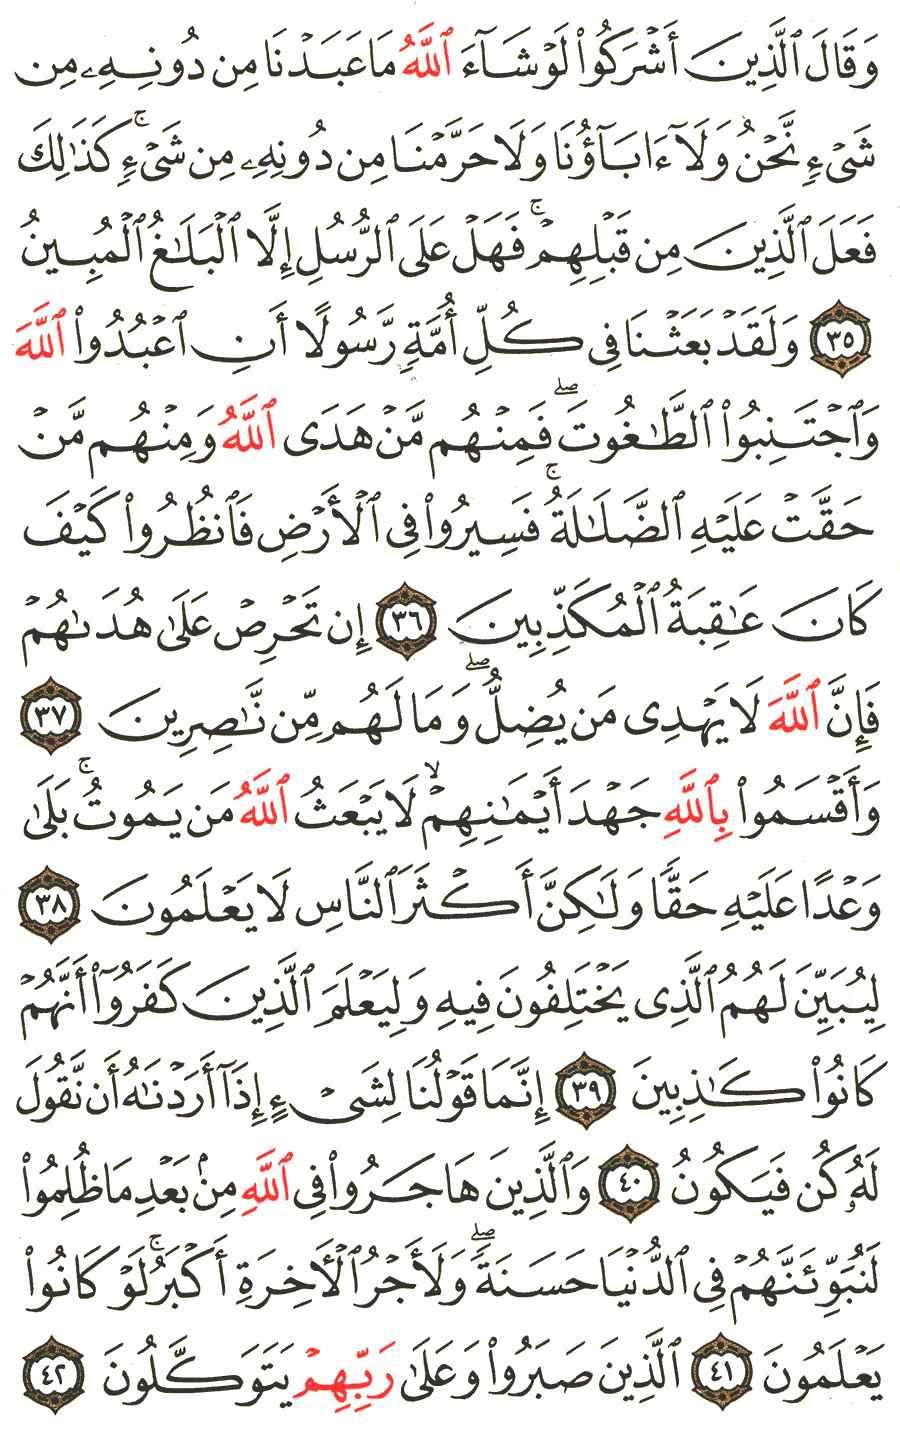 وَقَالَ ٱلَّذِينَ أَشۡرَكُواْ لَوۡ شَآءَ ٱللَّهُ مَا عَبَدۡنَا مِن دُونِهِۦ مِن
شَيۡءٖ نَّحۡنُ وَلَآ ءَابَآؤُنَا وَلَا حَرَّمۡنَا مِن دُونِهِۦ مِن شَيۡءٖۚ كَذَٰلِكَ
فَعَلَ ٱلَّذِينَ مِن قَبۡلِهِمۡۚ فَهَلۡ عَلَى ٱلرُّسُلِ إِلَّا ٱلۡبَلَٰغُ ٱلۡمُبِينُ
٣٥ وَلَقَدۡ بَعَثۡنَا فِي كُلِّ أُمَّةٖ رَّسُولًا أَنِ ٱعۡبُدُواْ ٱللَّهَ
وَٱجۡتَنِبُواْ ٱلطَّٰغُوتَۖ فَمِنۡهُم مَّنۡ هَدَى ٱللَّهُ وَمِنۡهُم مَّنۡ
حَقَّتۡ عَلَيۡهِ ٱلضَّلَٰلَةُۚ فَسِيرُواْ فِي ٱلۡأَرۡضِ فَٱنظُرُواْ كَيۡفَ
كَانَ عَٰقِبَةُ ٱلۡمُكَذِّبِينَ ٣٦ إِن تَحۡرِصۡ عَلَىٰ هُدَىٰهُمۡ
فَإِنَّ ٱللَّهَ لَا يَهۡدِي مَن يُضِلُّۖ وَمَا لَهُم مِّن نَّٰصِرِينَ ٣٧
وَأَقۡسَمُواْ بِٱللَّهِ جَهۡدَ أَيۡمَٰنِهِمۡۙ لَا يَبۡعَثُ ٱللَّهُ مَن يَمُوتُۚ بَلَىٰ
وَعۡدًا عَلَيۡهِ حَقّٗا وَلَٰكِنَّ أَكۡثَرَ ٱلنَّاسِ لَا يَعۡلَمُونَ ٣٨
لِيُبَيِّنَ لَهُمُ ٱلَّذِي يَخۡتَلِفُونَ فِيهِ وَلِيَعۡلَمَ ٱلَّذِينَ كَفَرُوٓاْ أَنَّهُمۡ
كَانُواْ كَٰذِبِينَ ٣٩ إِنَّمَا قَوۡلُنَا لِشَيۡءٍ إِذَآ أَرَدۡنَٰهُ أَن نَّقُولَ
لَهُۥ كُن فَيَكُونُ ٤٠ وَٱلَّذِينَ هَاجَرُواْ فِي ٱللَّهِ مِنۢ بَعۡدِ مَا ظُلِمُواْ
لَنُبَوِّئَنَّهُمۡ فِي ٱلدُّنۡيَا حَسَنَةٗۖ وَلَأَجۡرُ ٱلۡأٓخِرَةِ أَكۡبَرُۚ لَوۡ كَانُواْ
يَعۡلَمُونَ ٤١ ٱلَّذِينَ صَبَرُواْ وَعَلَىٰ رَبِّهِمۡ يَتَوَكَّلُونَ ٤٢